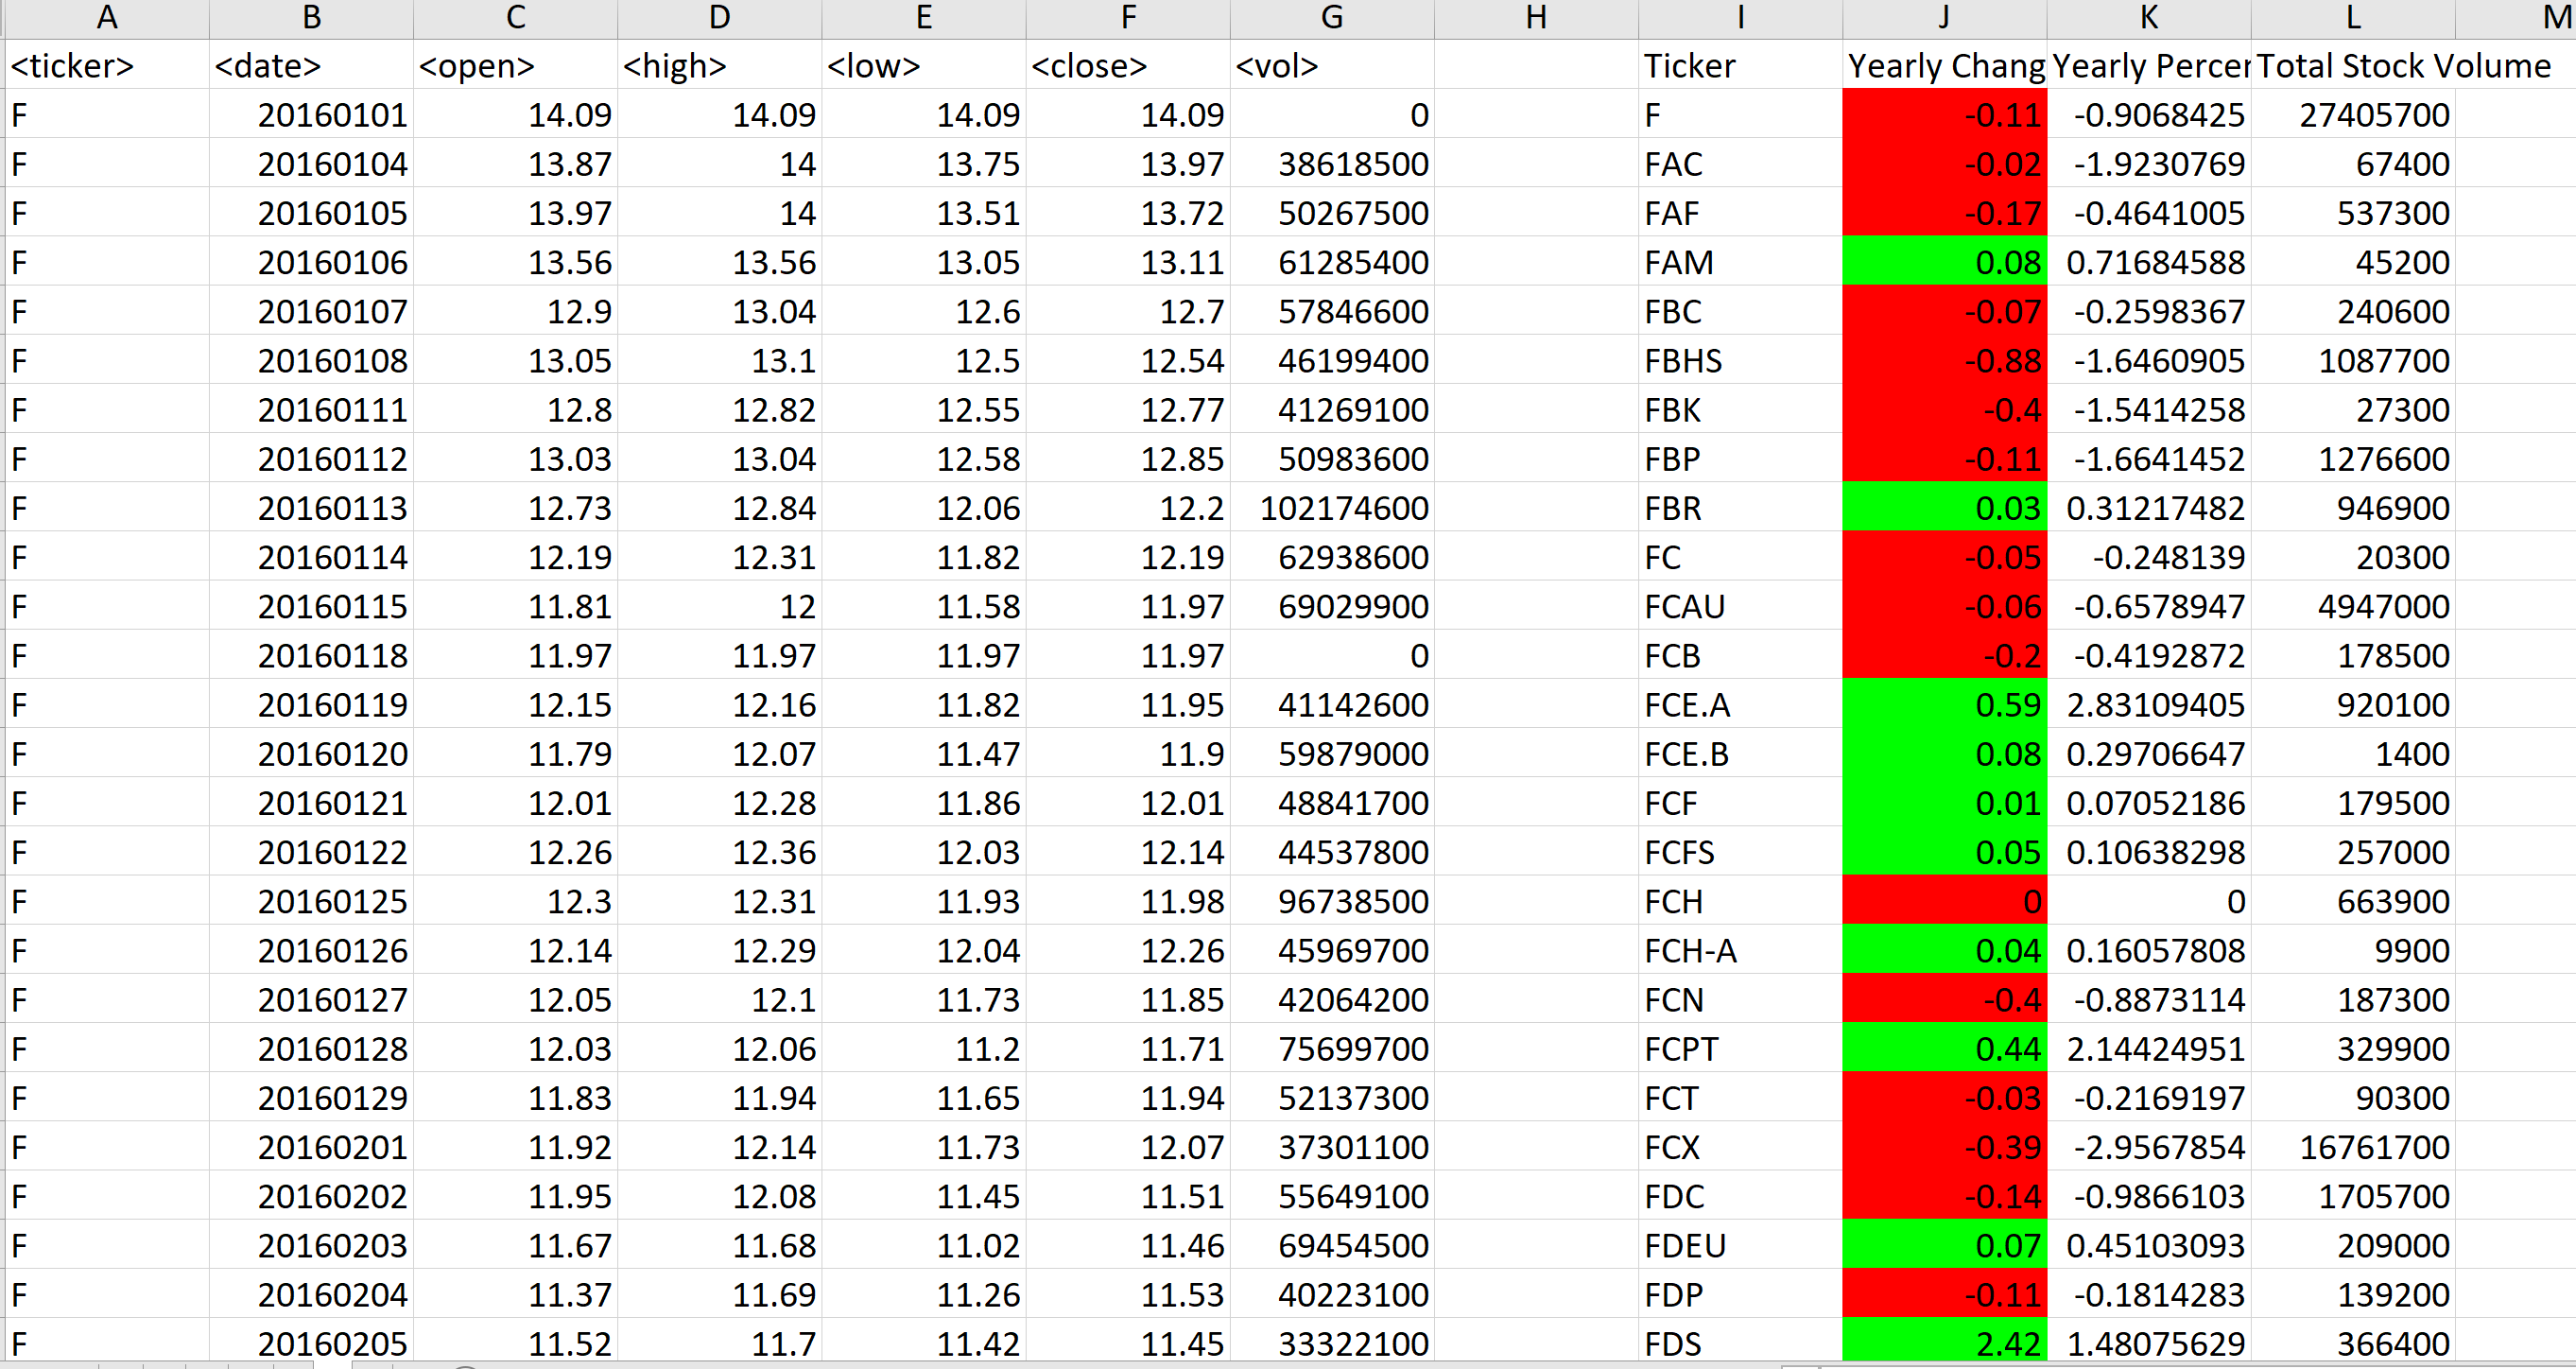 A B C D E F G H I J K L M
<ticker> <date> <open> <high> <low> <close> <vol> Ticker Yearly Chang Yearly Percer Total Stock Volume
F 20160101 14.09 14.09 14.09 14.09 0 F -0.11 -0.9068425 27405700
F 20160104 13.87 14 13.75 13.97 38618500 FAC -0.02 -1.9230769 67400
F 20160105 13.97 14 13.51 13.72 50267500 FAF -0.17 -0.4641005 537300
F 20160106 13.56 13.56 13.05 13.11 61285400 FAM 0.08 0.71684588 45200
F 20160107 12.9 13.04 12.6 12.7 57846600 FBC -0.07 -0.2598367 240600
F 20160108 13.05 13.1 12.5 12.54 46199400 FBHS -0.88 -1.6460905 1087700
F 20160111 12.8 12.82 12.55 12.77 41269100 FBK -0.4 -1.5414258 27300
F 20160112 13.03 13.04 12.58 12.85 50983600 FBP -0.11 -1.6641452 1276600
F 20160113 12.73 12.84 12.06 12.2 102174600 FBR 0.03 0.31217482 946900
F 20160114 12.19 12.31 11.82 12.19 62938600 FC -0.05 -0.248139 20300
F 20160115 11.81 12 11.58 11.97 69029900 FCAU -0.06 -0.6578947 4947000
F 20160118 11.97 11.97 11.97 11.97 0 FCB -0.2 -0.4192872 178500
F 20160119 12.15 12.16 11.82 11.95 41142600 FCE.A 0.59 2.83109405 920100
F 20160120 11.79 12.07 11.47 11.9 59879000 FCE.B 0.08 0.29706647 1400
F 20160121 12.01 12.28 11.86 12.01 48841700 FCF 0.01 0.07052186 179500
F 20160122 12.26 12.36 12.03 12.14 44537800 FCFS 0.05 0.10638298 257000
F 20160125 12.3 12.31 11.93 11.98 96738500 FCH 0 0 663900
F 20160126 12.14 12.29 12.04 12.26 45969700 FCH-A 0.04 0.16057808 9900
F 20160127 12.05 12.1 11.73 11.85 42064200 FCN -0.4 -0.8873114 187300
F 20160128 12.03 12.06 11.2 11.71 75699700 FCPT 0.44 2.14424951 329900
F 20160129 11.83 11.94 11.65 11.94 52137300 FCT -0.03 -0.2169197 90300
F 20160201 11.92 12.14 11.73 12.07 37301100 FCX -0.39 -2.9567854 16761700
F 20160202 11.95 12.08 11.45 11.51 55649100 FDC -0.14 -0.9866103 1705700
F 20160203 11.67 11.68 11.02 11.46 69454500 FDEU 0.07 0.45103093 209000
F 20160204 11.37 11.69 11.26 11.53 40223100 FDP -0.11 -0.1814283 139200
F 20160205 11.52 11.7 11.42 11.45 33322100 FDS 2.42 1.48075629 366400